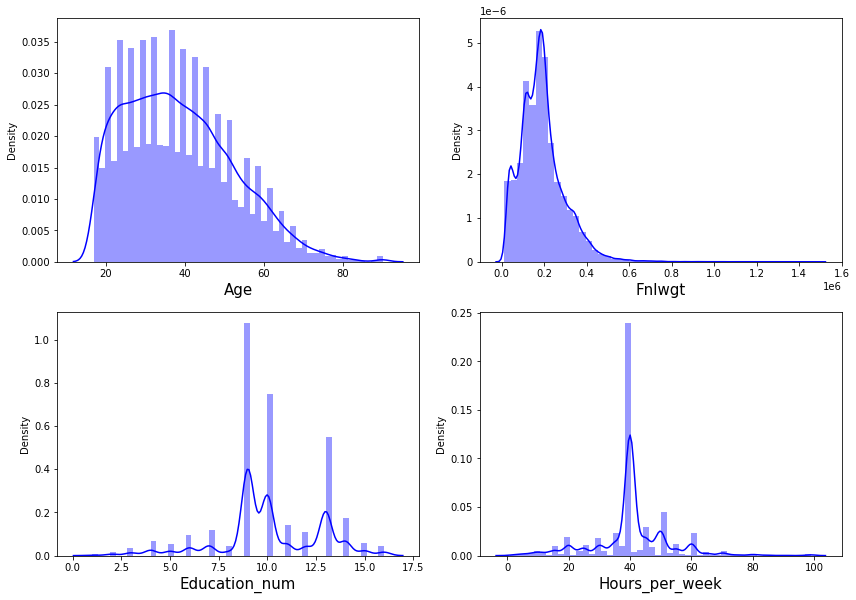 0.035
0.030
0.025
0.020
0.015
0.010
0.005
0.000
Density
20 40 60 80
Age
1e−6
5
4
3
2
1
0
Density
0.0 0.2 0.4 0.6 0.8 1.0 1.2 1.4 1.6
1e6
Fnlwgt
1.0
0.8
0.6
0.4
0.2
0.0
Density
0.0 2.5 5.0 7.5 10.0 12.5 15.0 17.5
Education_num
0.25
0.20
0.15
0.10
0.05
0.00
Density
0 20 40 60 80 100
Hours_per_week